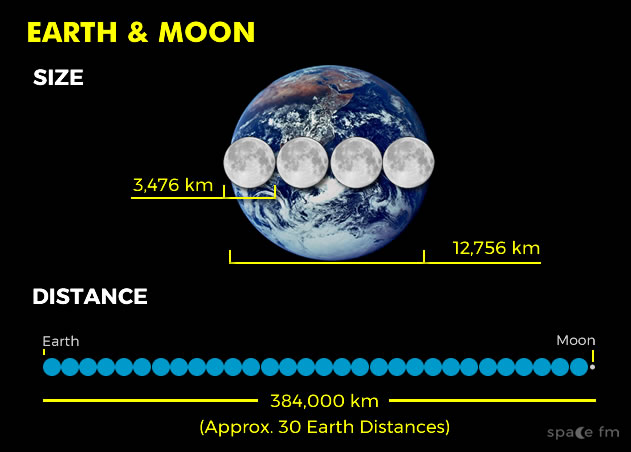 EARTH & MOON
SIZE
3,476 km
12,756 km
DISTANCE
Earth
Moon
384,000 km
(Approx. 30 Earth Distances)
space fm